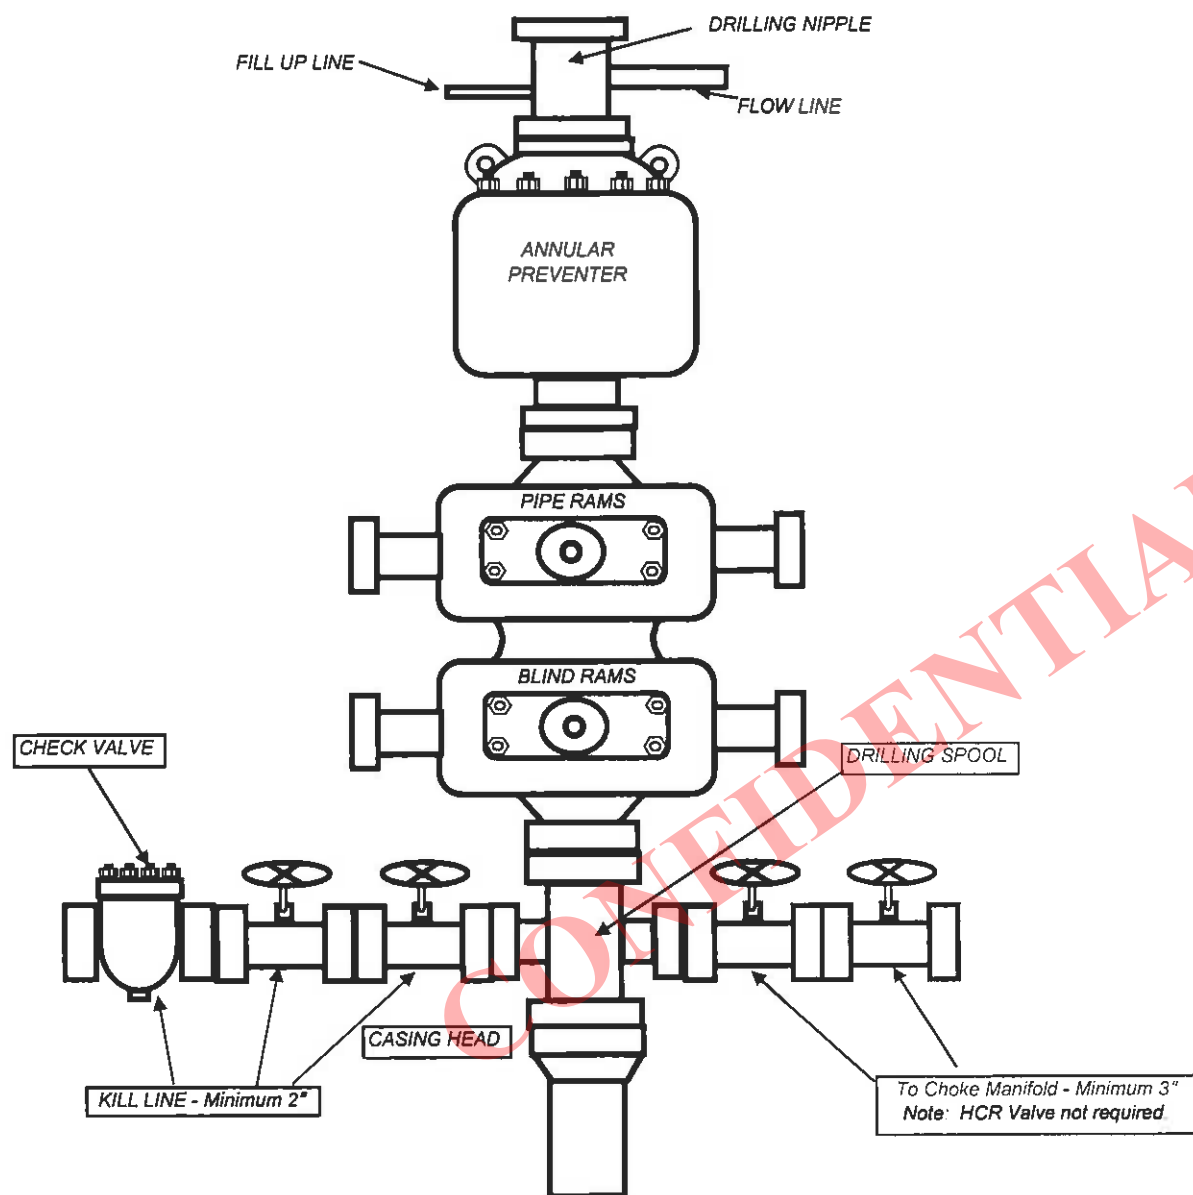 DRILLING NIPPLE
FILL UP LINE
FLOW LINE
ANNULAR
PREVENTER
PIPE RAMS
BLIND RAMS
CHECK VALVE
DRILLING SPOOL
CASING HEAD
KILL LINE - Minimum 2"
To Choke Manifold - Minimum 3"
Note: HCR Valve not required
CONFIDENTIA